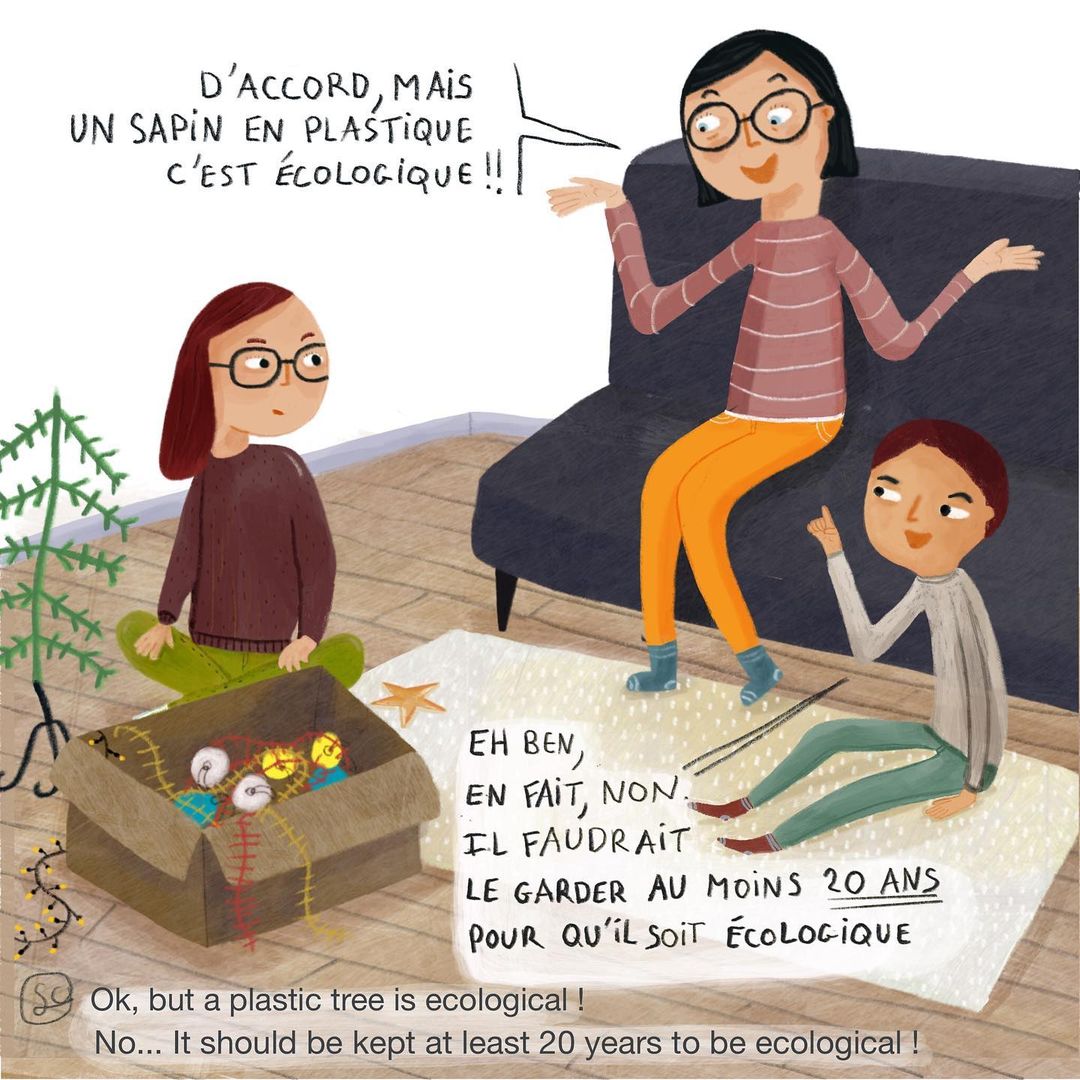 D'ACCORD, MAIS
UN SAPIN EN PLASTIQUE
C'EST ÉCOLOGIQUE !!
EH BEN,
EN FAIT, NON.
IL FAUDRAIT
LE GARDER AU MOINS 20 ANS
POUR QU'IL SOIT ÉCOLOGIQUE
Ok, but a plastic tree is ecological !
No... It should be kept at least 20 years to be ecological !